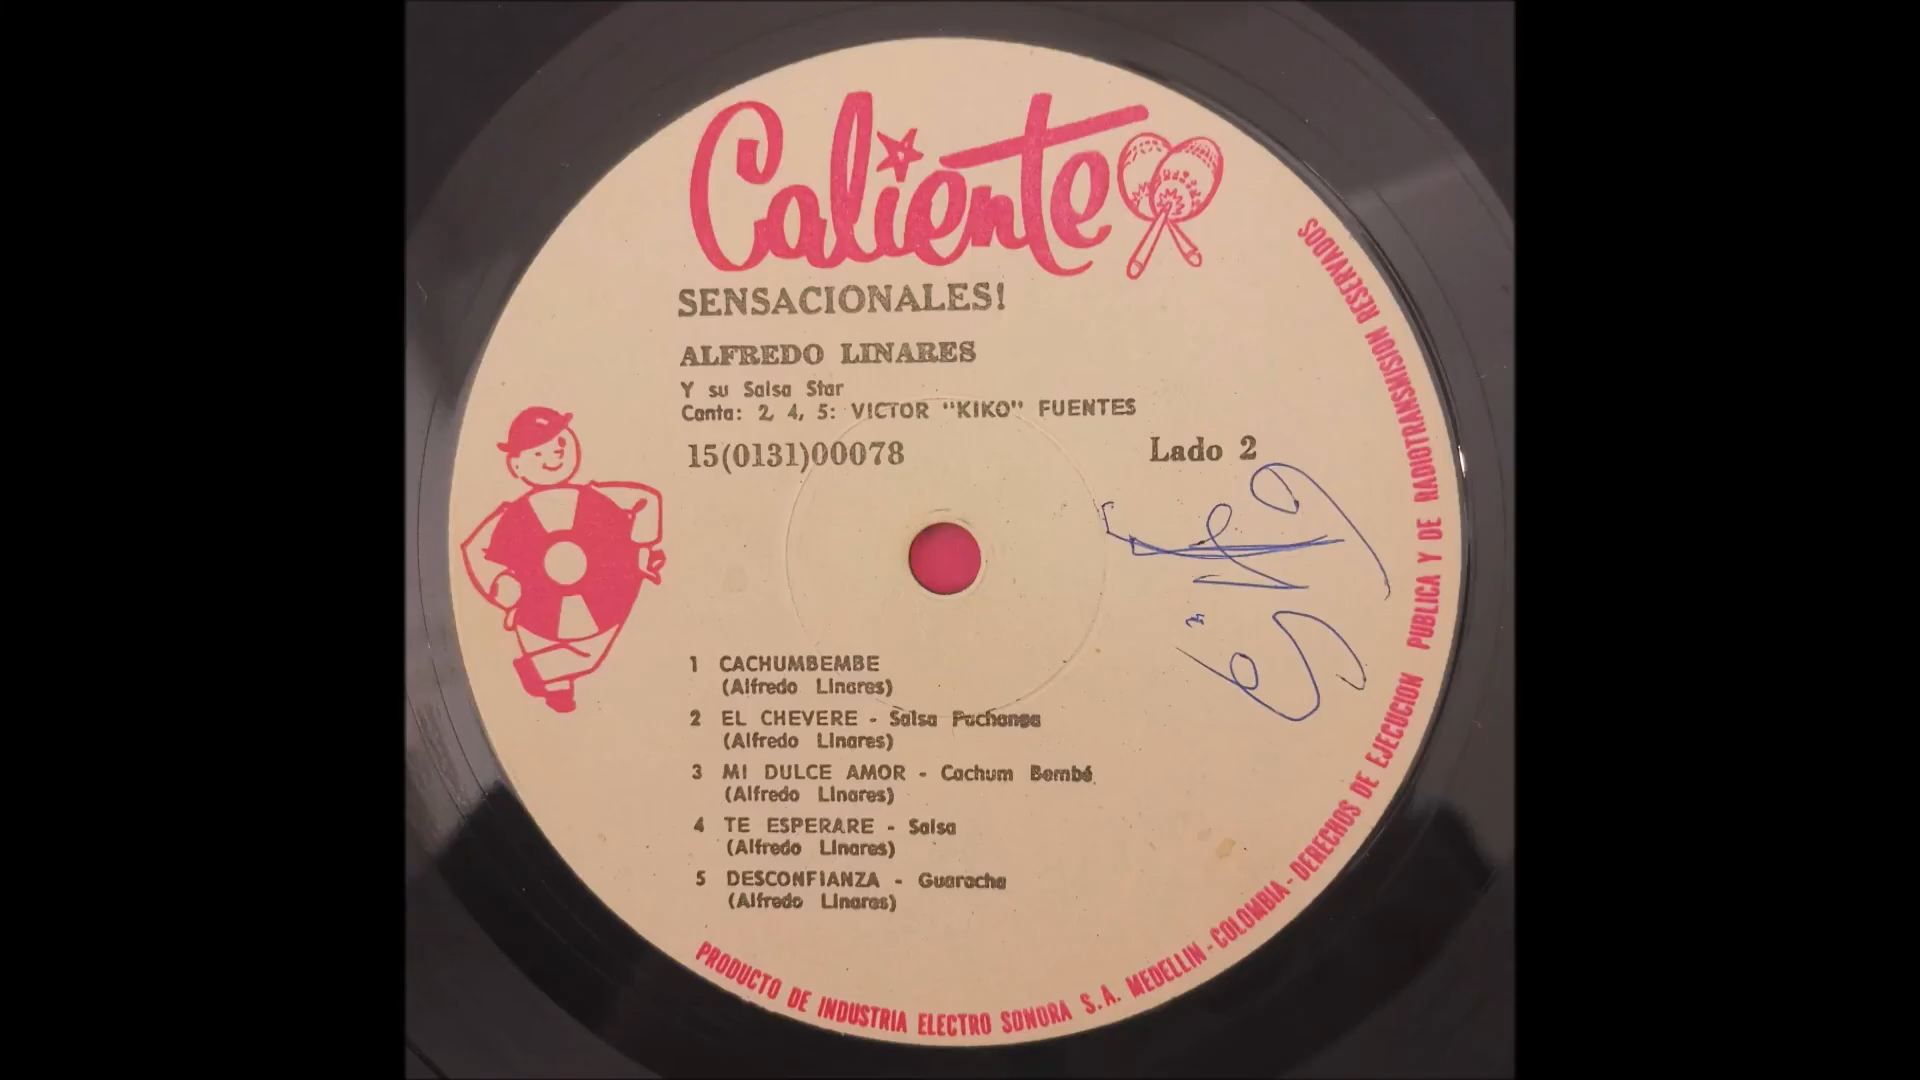 Caliente
SENSACIONALES!
ALFREDO LINARES
Y su Salsa Star
Canta: 2, 4, 5: VICTOR "KIKO" FUENTES
15(0131)00078
Lado 2
1 CACHUMBEMBE
(Alfredo Linares)
2 EL CHEVERE - Salsa Pachanga
(Alfredo Linares)
3 MI DULCE AMOR - Cachum Bembé
(Alfredo Linares)
4 TE ESPERARE - Salsa
(Alfredo Linares)
5 DESCONFIANZA - Guaracha
(Alfredo Linares)
PRODUCTO DE INDUSTRIA ELECTRO SONORA S.A. MEDELLIN - COLOMBIA - DERECHOS DE EJECUCION PUBLICA Y DE RADIOTRANSMISION RESERVADOS